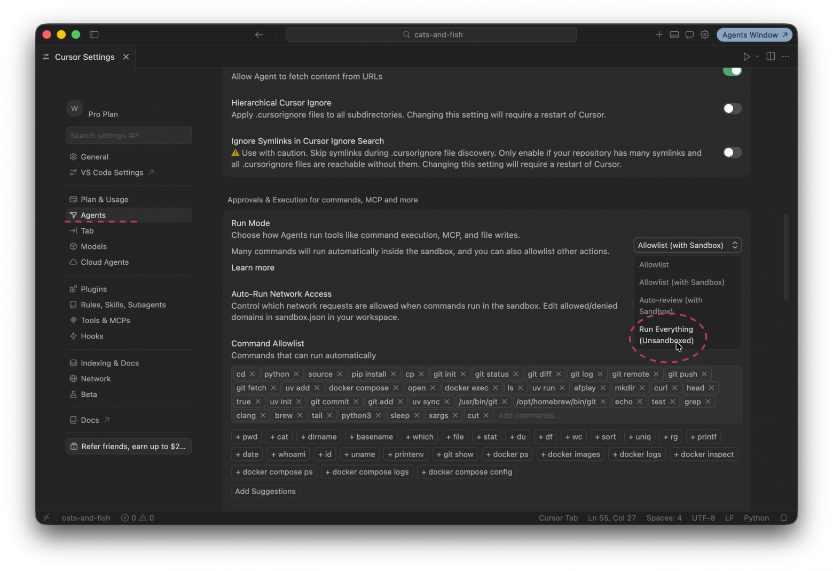 cats-and-fish
Agents Window ↗
Cursor Settings ×
W
Pro Plan
Search settings ⌘F
General
VS Code Settings ↗
Plan & Usage
Agents
Tab
Models
Cloud Agents
Plugins
Rules, Skills, Subagents
Tools & MCPs
Hooks
Indexing & Docs
Network
Beta
Docs ↗
Refer friends, earn up to $2...
Allow Agent to fetch content from URLs
Hierarchical Cursor Ignore
Apply .cursorignore files to all subdirectories. Changing this setting will require a restart of Cursor.
Ignore Symlinks in Cursor Ignore Search
⚠ Use with caution. Skip symlinks during .cursorignore file discovery. Only enable if your repository has many symlinks and
all .cursorignore files are reachable without them. Changing this setting will require a restart of Cursor.
Approvals & Execution for commands, MCP and more
Run Mode
Choose how Agents run tools like command execution, MCP, and file writes.
Many commands will run automatically inside the sandbox, and you can also allowlist other actions.
Learn more
Allowlist (with Sandbox)
Allowlist
Allowlist (with Sandbox)
Auto-review (with
Sandbox)
Run Everything
(Unsandboxed)
Auto-Run Network Access
Control which network requests are allowed when commands run in the sandbox. Edit allowed/denied
domains in sandbox.json in your workspace.
Command Allowlist
Commands that can run automatically
cd × python × source × pip install × cp × git init × git status × git diff × git log × git remote × git push ×
git fetch × uv add × docker compose × open × docker exec × ls × uv run × afplay × mkdir × curl × head ×
true × uv init × git commit × git add × uv sync × /usr/bin/git × /opt/homebrew/bin/git × echo × test × grep ×
clang × brew × tail × python3 × sleep × xargs × cut × Add commands...
+ pwd + cat + dirname + basename + which + file + stat + du + df + wc + sort + uniq + rg + printf
+ date + whoami + id + uname + printenv + git show + docker ps + docker images + docker logs + docker inspect
+ docker compose ps + docker compose logs + docker compose config
Add Suggestions
cats-and-fish 0 0 Cursor Tab Ln 55, Col 27 Spaces: 4 UTF-8 LF Python